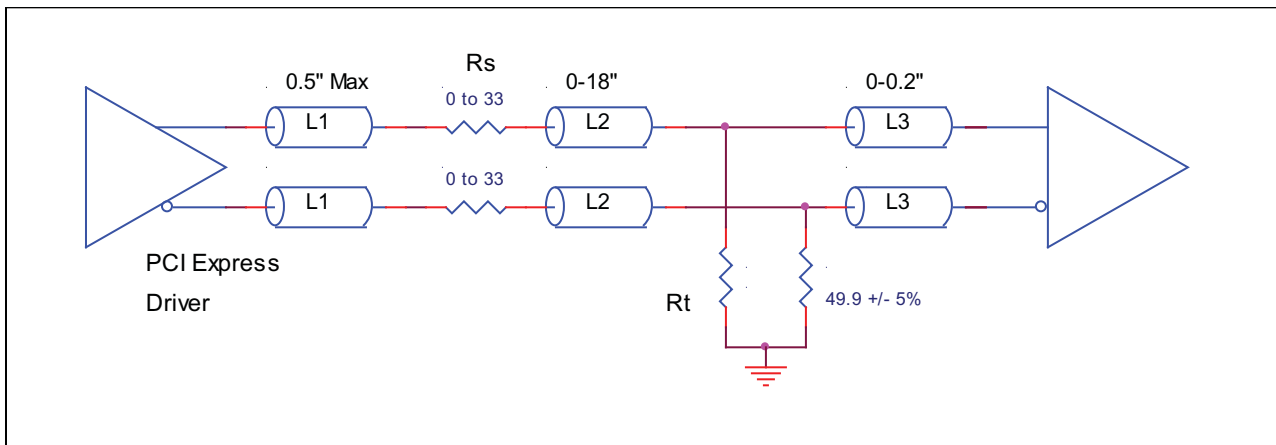 Rs
0.5" Max
0-18"
0-0.2"
0 to 33
L1
L2
L3
0 to 33
L1
L2
L3
PCI Express
Driver
Rt
49.9 +/- 5%